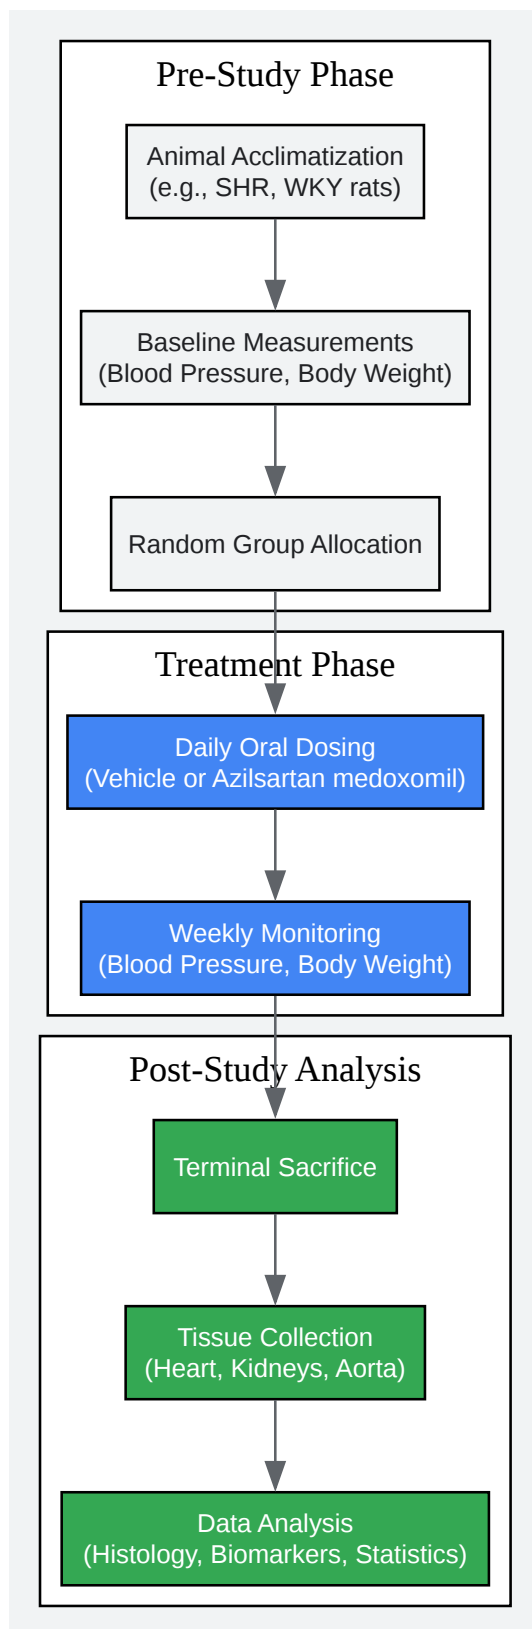 Pre-Study Phase
Animal Acclimatization
(e.g., SHR, WKY rats)
Baseline Measurements
(Blood Pressure, Body Weight)
Random Group Allocation
Treatment Phase
Daily Oral Dosing
(Vehicle or Azilsartan medoxomil)
Weekly Monitoring
(Blood Pressure, Body Weight)
Post-Study Analysis
Terminal Sacrifice
Tissue Collection
(Heart, Kidneys, Aorta)
Data Analysis
(Histology, Biomarkers, Statistics)